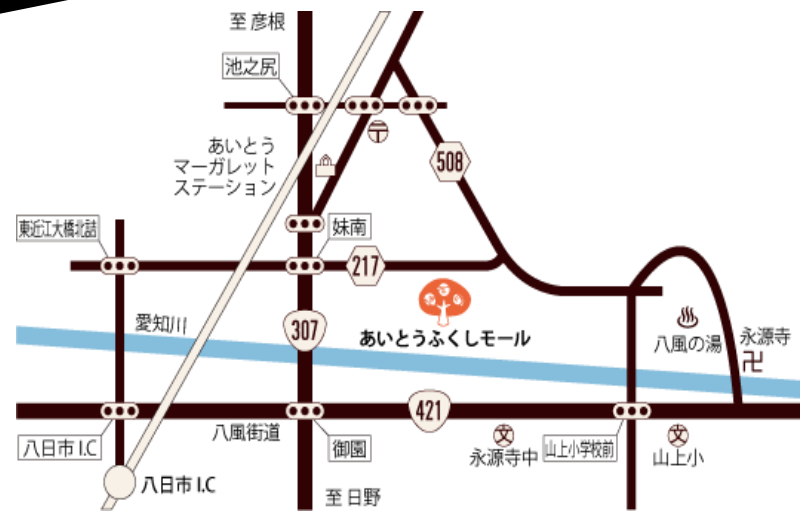 至 彦根
池之尻
〒
508
あいとう
マーガレット
ステーション
東近江大橋北詰
妹南
217
愛知川
307
あいとうふくしモール
八風の湯
永源寺
卍
421
八日市 I.C
八風街道
御園
文
永源寺中
山上小学校前
文
山上小
八日市 I.C
至 日野